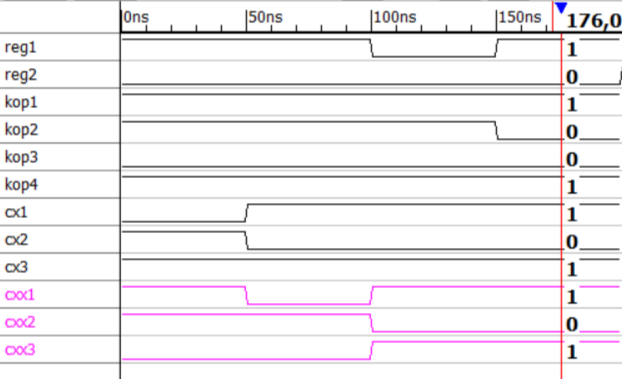 0ns 50ns 100ns 150ns 176,0
reg1 1
reg2 0
kop1 1
kop2 0
kop3 0
kop4 1
cx1 1
cx2 0
cx3 1
cxx1 1
cxx2 0
cxx3 1